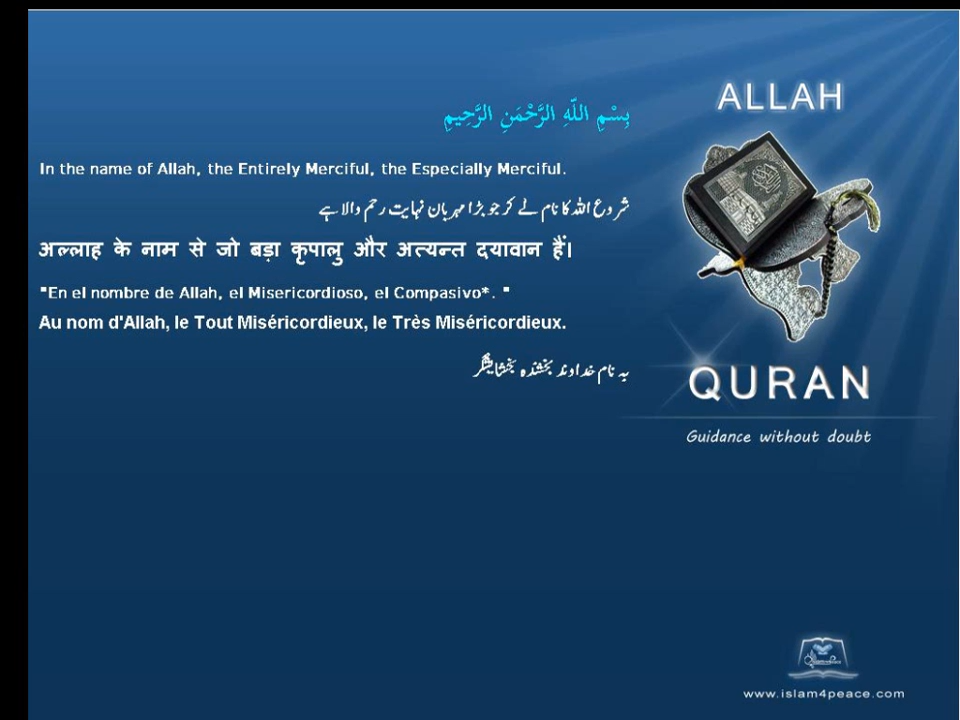 بِسْمِ اللَّهِ الرَّحْمَنِ الرَّحِيمِ
In the name of Allah, the Entirely Merciful, the Especially Merciful.
شروع الله کا نام لے کر جو بڑا مہربان نہایت رحم والا ہے
अल्लाह के नाम से जो बड़ा कृपालु और अत्यन्त दयावान हैं।
"En el nombre de Allah, el Misericordioso, el Compasivo*. "
Au nom d'Allah, le Tout Miséricordieux, le Très Miséricordieux.
به نام خداوند بخشنده بخشایشگر
ALLAH
QURAN
Guidance without doubt
www.islam4peace.com